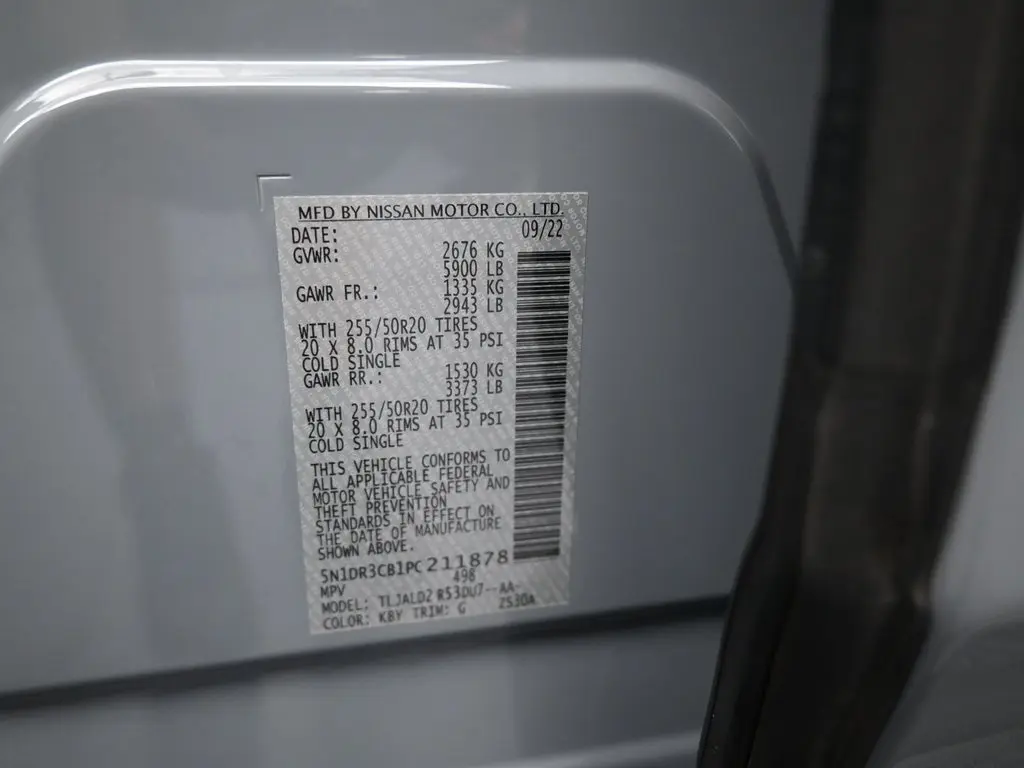 MFD BY NISSAN MOTOR CO., LTD.
DATE: 09/22
GVWR: 2676 KG
5900 LB
GAWR FR.: 1335 KG
2943 LB
WITH 255/50R20 TIRES
20 X 8.0 RIMS AT 35 PSI
COLD SINGLE
GAWR RR.: 1530 KG
3373 LB
WITH 255/50R20 TIRES
20 X 8.0 RIMS AT 35 PSI
COLD SINGLE
THIS VEHICLE CONFORMS TO
ALL APPLICABLE FEDERAL
MOTOR VEHICLE SAFETY AND
THEFT PREVENTION
STANDARDS IN EFFECT ON
THE DATE OF MANUFACTURE
SHOWN ABOVE.
5N1DR3CB1PC211878
MPV 498
MODEL: TLJALD2 R53DU7--AA-
COLOR: KBY TRIM: G ZS30A